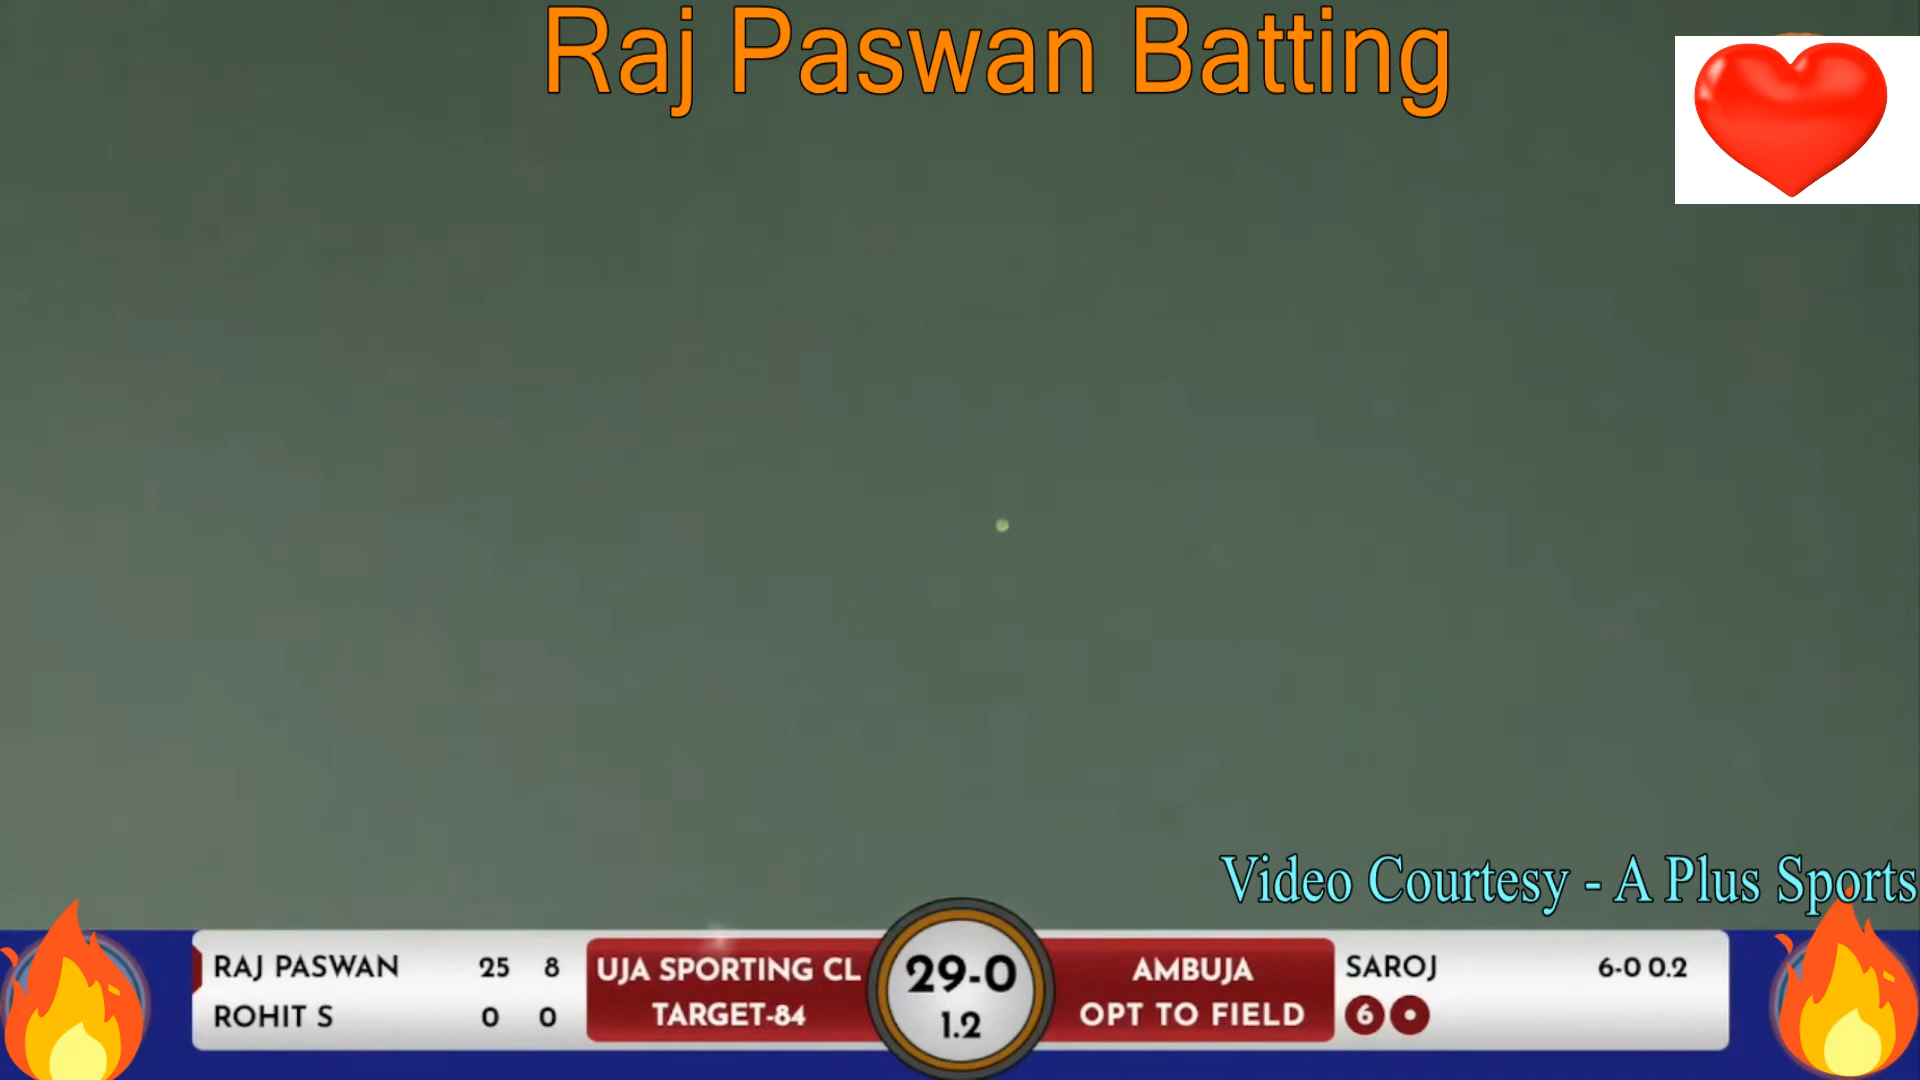 Raj Paswan Batting
Video Courtesy - A Plus Sports
RAJ PASWAN 25 8
ROHIT S 0 0
UJA SPORTING CL
TARGET-84
29-0
1.2
AMBUJA
OPT TO FIELD
SAROJ 6-0 0.2
6